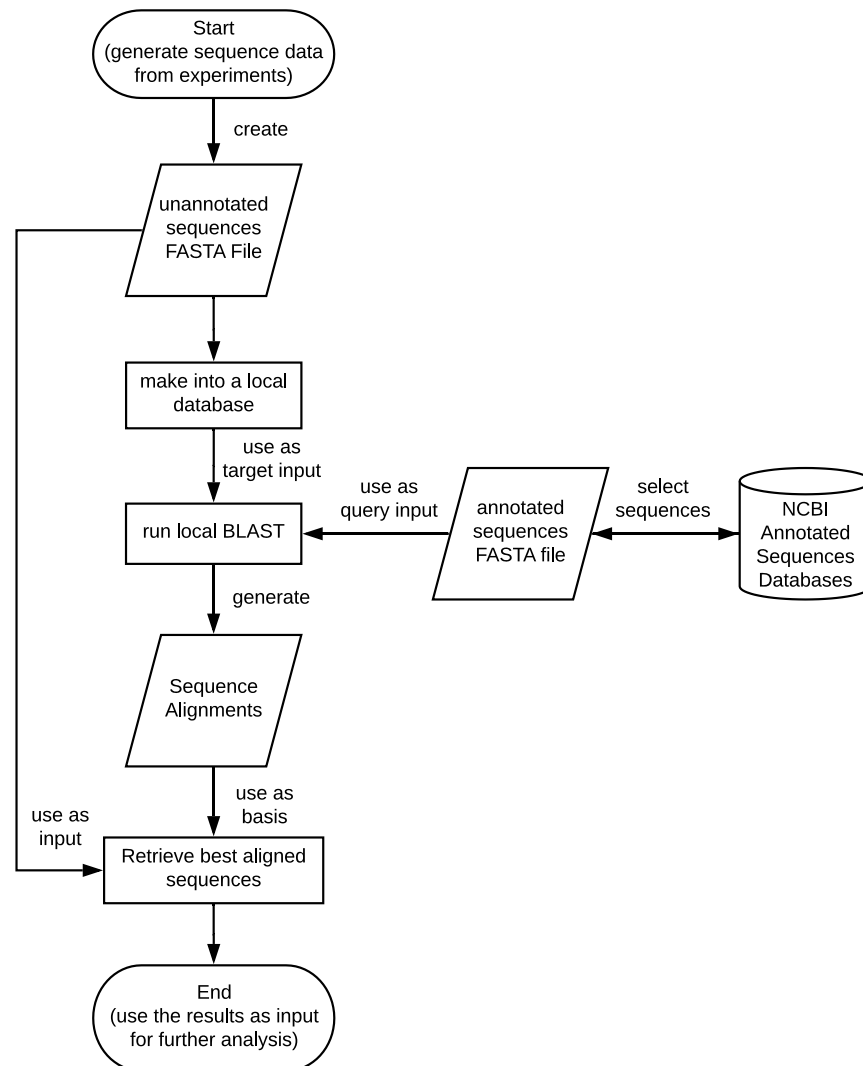 Start
(generate sequence data
from experiments)
create
unannotated
sequences
FASTA File
make into a local
database
use as
target input
run local BLAST
use as
query input
annotated
sequences
FASTA file
select
sequences
NCBI
Annotated
Sequences
Databases
generate
Sequence
Alignments
use as
basis
use as
input
Retrieve best aligned
sequences
End
(use the results as input
for further analysis)